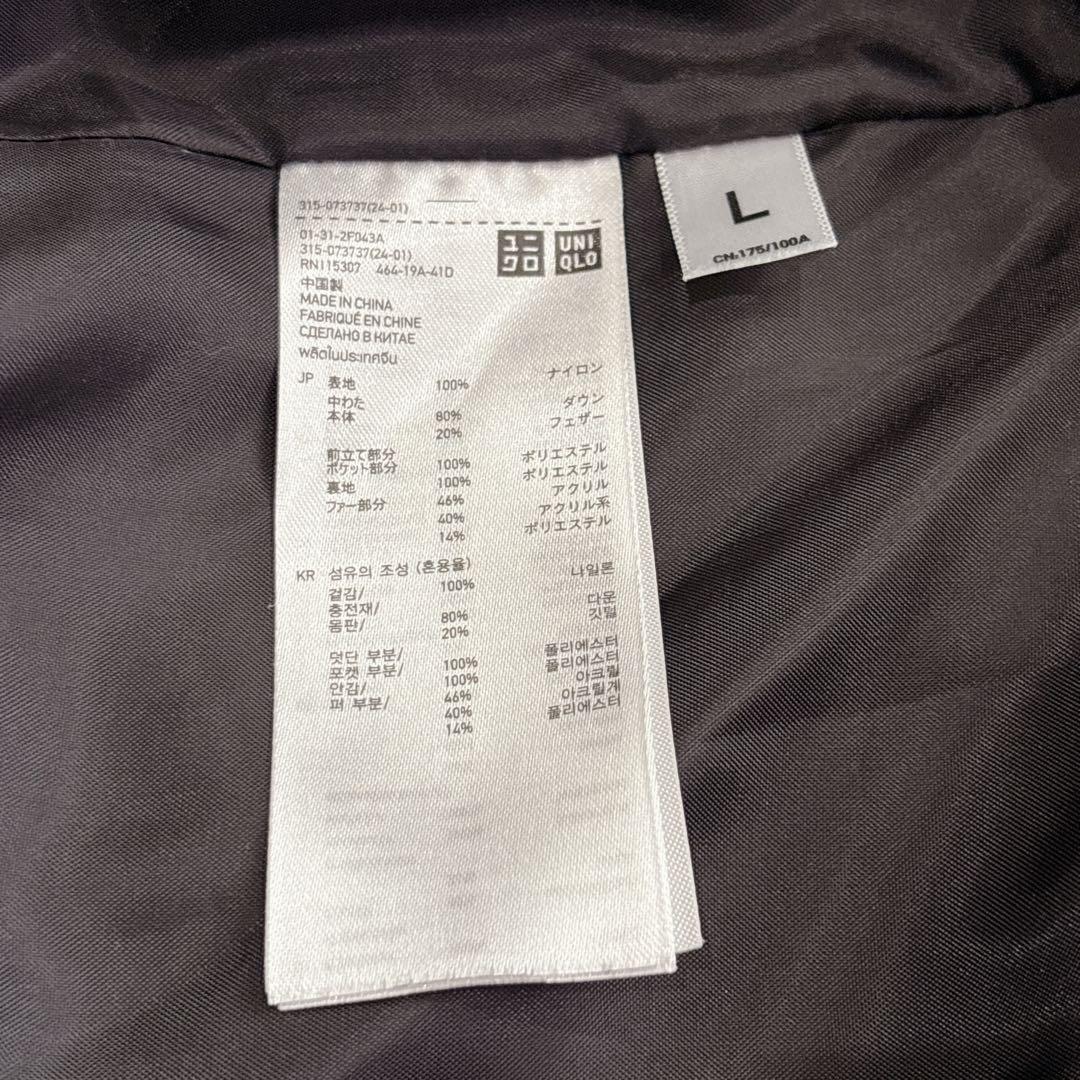 315-073737(24-01)
01-31-2F043A
315-073737(24-01)
RN115307 464-19A-41D
ユニクロ
UNIQLO
中国製
MADE IN CHINA
FABRIQUÉ EN CHINE
СДЕЛАНО В КИТАЕ
ผลิตในประเทศจีน
JP 表地 100% ナイロン
中わた
本体 80% ダウン
20% フェザー
前立て部分
ポケット部分 100% ポリエステル
裏地 100% ポリエステル
ファー部分 46% アクリル
40% アクリル系
14% ポリエステル
KR 섬유의 조성 (혼용율)
겉감/ 100% 나일론
충전재/
몸판/ 80% 다운
20% 깃털
덧단 부분/
포켓 부분/ 100% 폴리에스터
안감/ 100% 폴리에스터
퍼 부분/ 46% 아크릴
40% 아크릴계
14% 폴리에스터
L
CN:175/100A